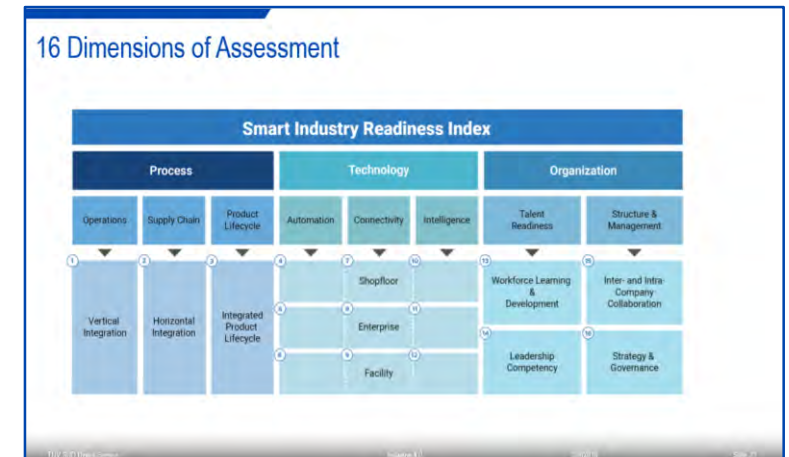 16 Dimensions of Assessment
Smart Industry Readiness Index
Process
Technology
Organization
Operations
Supply Chain
Product
Lifecycle
Automation
Connectivity
Intelligence
Talent
Readiness
Structure &
Management
1
2
3
4
7
10
13
15
Vertical
Integration
Horizontal
Integration
Integrated
Product
Lifecycle
Shopfloor
Enterprise
Facility
Workforce Learning
&
Development
Inter- and Intra-
Company
Collaboration
14
16
Leadership
Competency
Strategy &
Governance
9
12
11